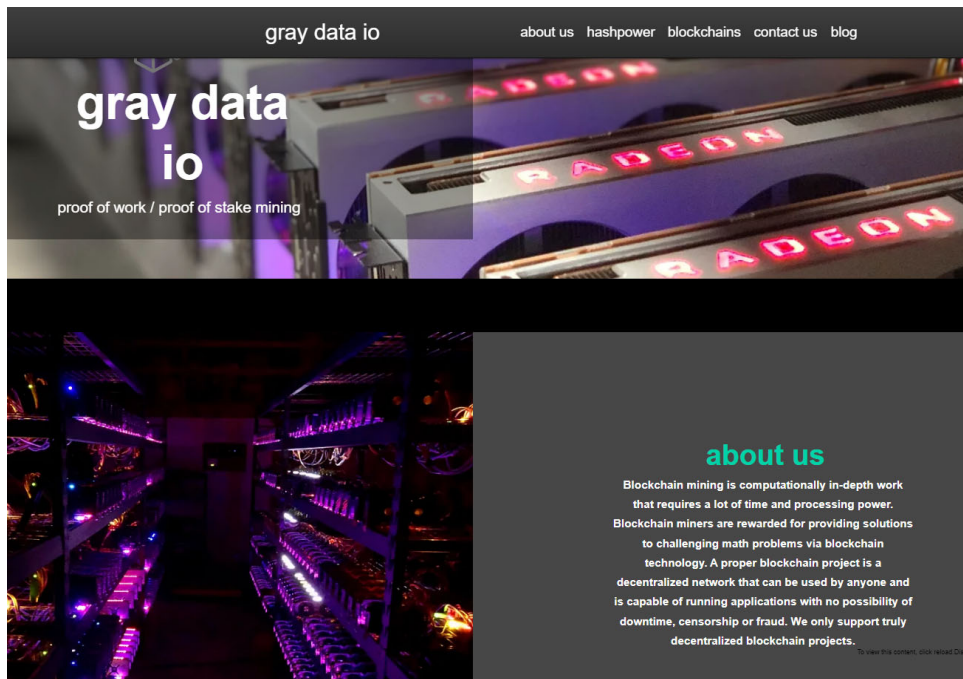 gray data io
about us hashpower blockchains contact us blog
gray data
io
proof of work / proof of stake mining
RADEON
RADEON
RADEON
about us
Blockchain mining is computationally in-depth work
that requires a lot of time and processing power.
Blockchain miners are rewarded for providing solutions
to challenging math problems via blockchain
technology. A proper blockchain project is a
decentralized network that can be used by anyone and
is capable of running applications with no possibility of
downtime, censorship or fraud. We only support truly
decentralized blockchain projects.
To view this content, click reload